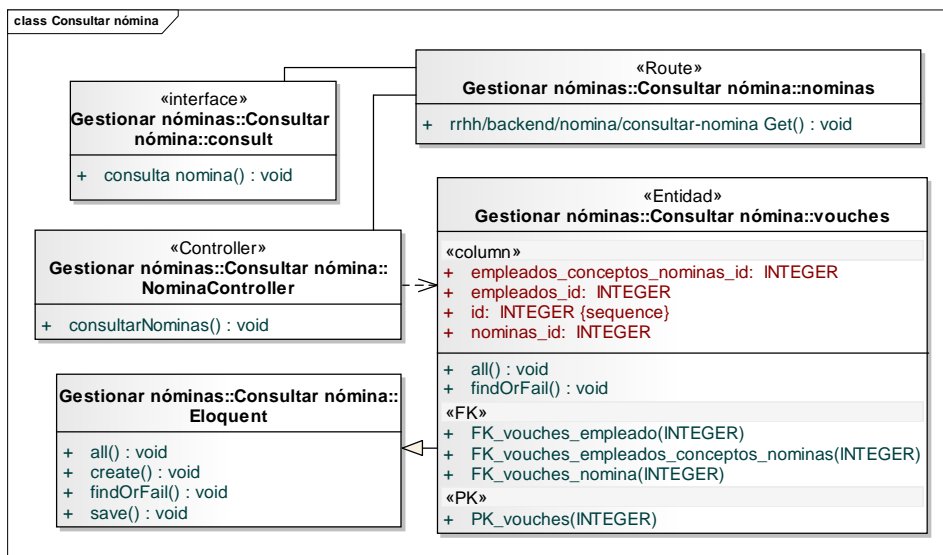 class Consultar nómina
«interface»
Gestionar nóminas::Consultar
nómina::consult
+ consulta nomina() : void
«Route»
Gestionar nóminas::Consultar nómina::nominas
+ rrhh/backend/nomina/consultar-nomina Get() : void
«Controller»
Gestionar nóminas::Consultar nómina::
NominaController
+ consultarNominas() : void
«Entidad»
Gestionar nóminas::Consultar nómina::vouches
«column»
+ empleados_conceptos_nominas_id: INTEGER
+ empleados_id: INTEGER
+ id: INTEGER {sequence}
+ nominas_id: INTEGER
+ all() : void
+ findOrFail() : void
«FK»
+ FK_vouches_empleado(INTEGER)
+ FK_vouches_empleados_conceptos_nominas(INTEGER)
+ FK_vouches_nomina(INTEGER)
«PK»
+ PK_vouches(INTEGER)
Gestionar nóminas::Consultar nómina::
Eloquent
+ all() : void
+ create() : void
+ findOrFail() : void
+ save() : void